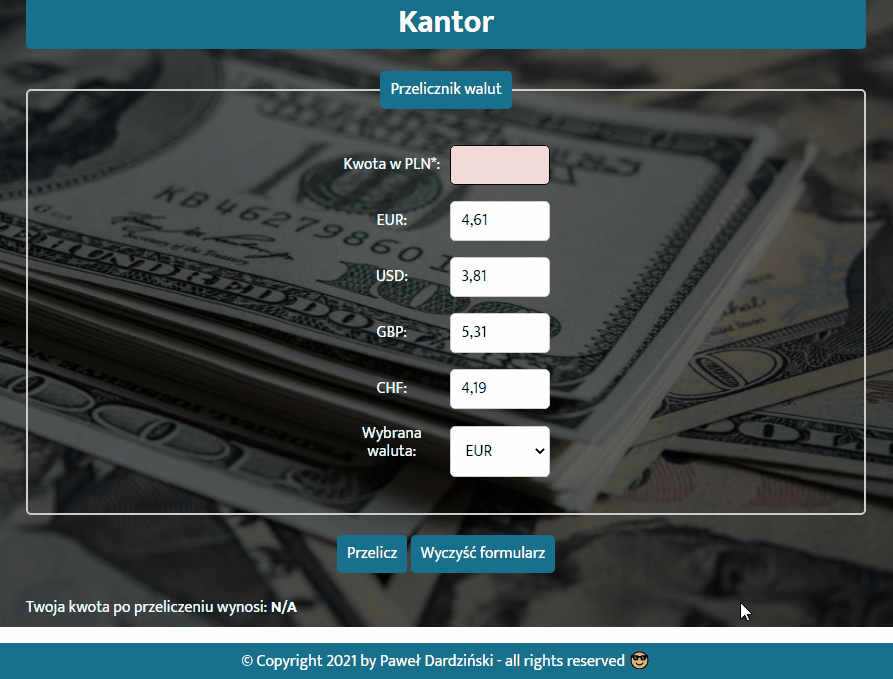 Kantor
Przelicznik walut
Kwota w PLN*:
EUR: 4,61
USD: 3,81
GBP: 5,31
CHF: 4,19
Wybrana
waluta: EUR
Przelicz Wyczyść formularz
Twoja kwota po przeliczeniu wynosi: N/A
© Copyright 2021 by Paweł Dardziński - all rights reserved 😎
KB46279860